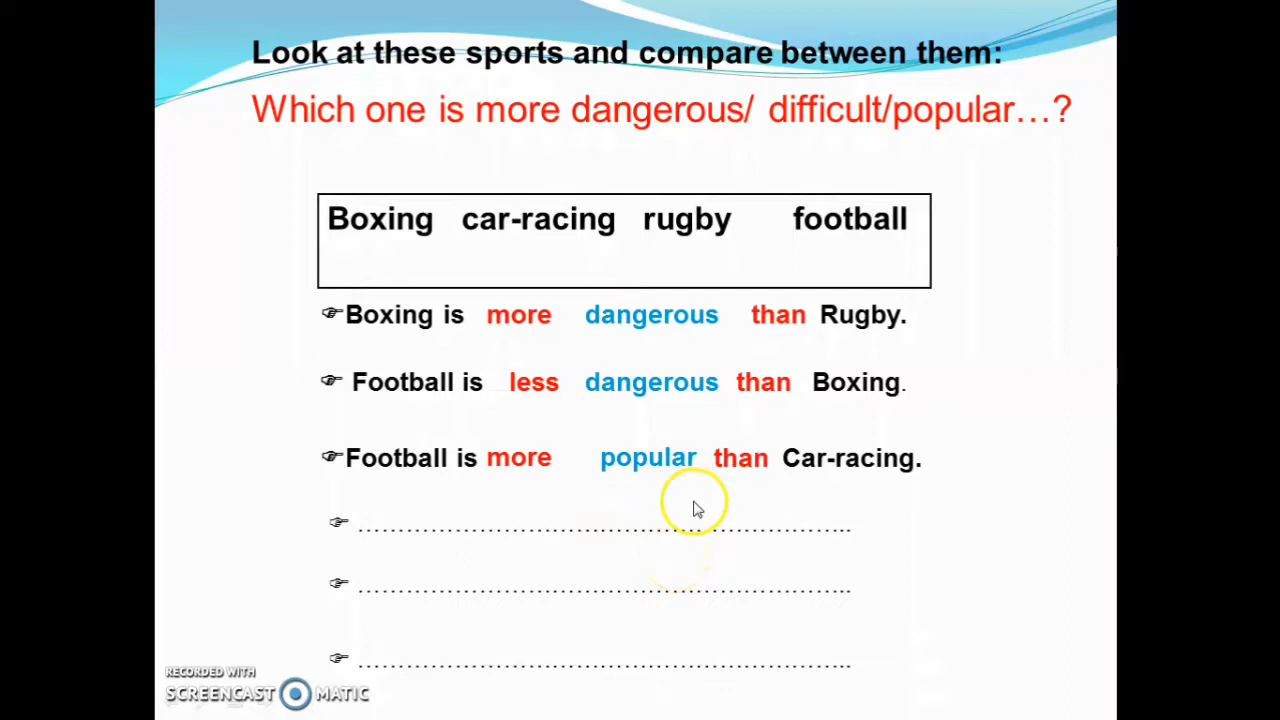 Look at these sports and compare between them:
Which one is more dangerous/ difficult/popular…?
Boxing car-racing rugby football
☞Boxing is more dangerous than Rugby.
☞ Football is less dangerous than Boxing.
☞Football is more popular than Car-racing.
☞ …………………………………………………..
☞ …………………………………………………..
☞ …………………………………………………..
RECORDED WITH
SCREENCAST MATIC